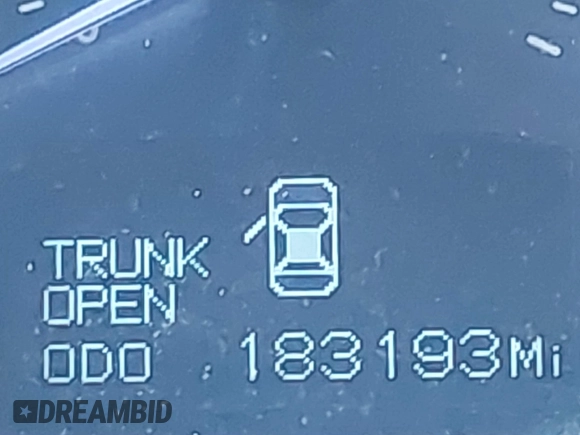 TRUNK
OPEN
ODO 183193Mi
DREAMBID